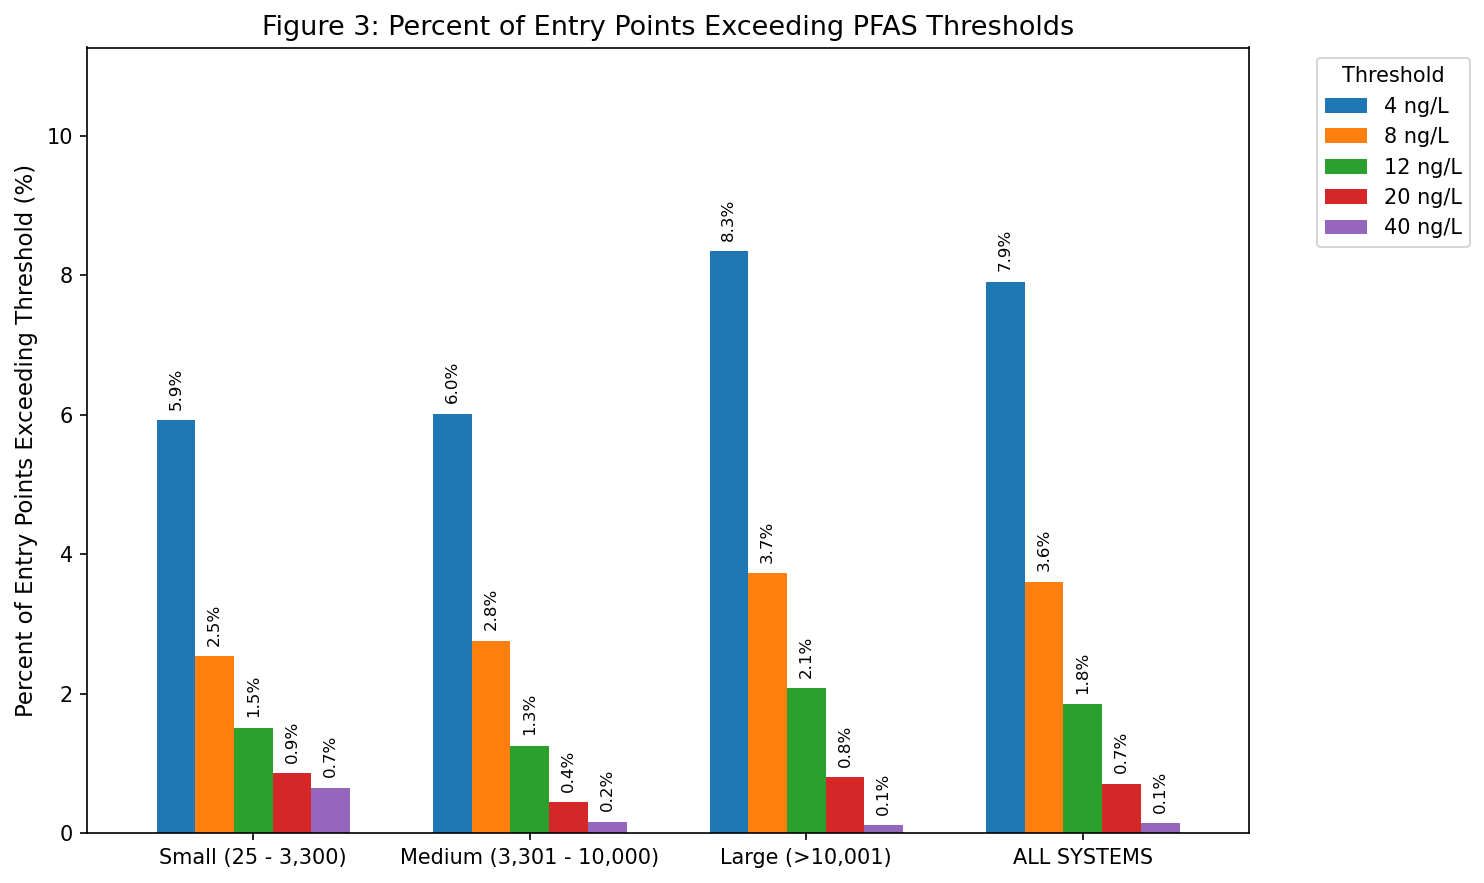 Figure 3: Percent of Entry Points Exceeding PFAS Thresholds
Percent of Entry Points Exceeding Threshold (%)
10
8
6
4
2
0
5.9%
2.5%
1.5%
0.9%
0.7%
6.0%
2.8%
1.3%
0.4%
0.2%
8.3%
3.7%
2.1%
0.8%
0.1%
7.9%
3.6%
1.8%
0.7%
0.1%
Small (25 - 3,300)
Medium (3,301 - 10,000)
Large (>10,001)
ALL SYSTEMS
Threshold
4 ng/L
8 ng/L
12 ng/L
20 ng/L
40 ng/L